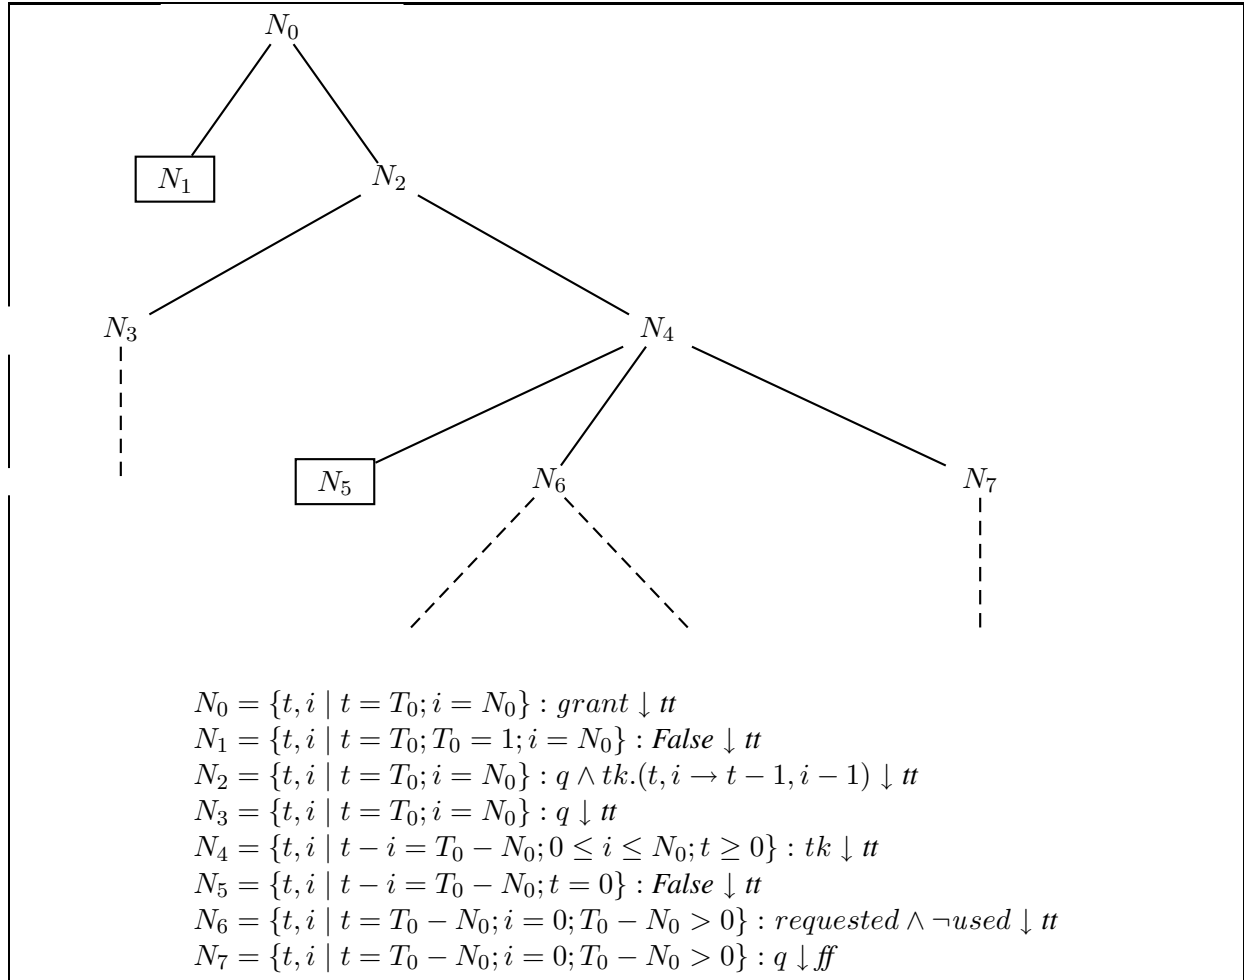 N₀
N₁ N₂
N₃ N₄
N₅ N₆ N₇
N₀ = {t, i | t = T₀; i = N₀} : grant ↓ tt
N₁ = {t, i | t = T₀; T₀ = 1; i = N₀} : False ↓ tt
N₂ = {t, i | t = T₀; i = N₀} : q ∧ tk.(t, i → t − 1, i − 1) ↓ tt
N₃ = {t, i | t = T₀; i = N₀} : q ↓ tt
N₄ = {t, i | t − i = T₀ − N₀; 0 ≤ i ≤ N₀; t ≥ 0} : tk ↓ tt
N₅ = {t, i | t − i = T₀ − N₀; t = 0} : False ↓ tt
N₆ = {t, i | t = T₀ − N₀; i = 0; T₀ − N₀ > 0} : requested ∧ ¬used ↓ tt
N₇ = {t, i | t = T₀ − N₀; i = 0; T₀ − N₀ > 0} : q ↓ ff